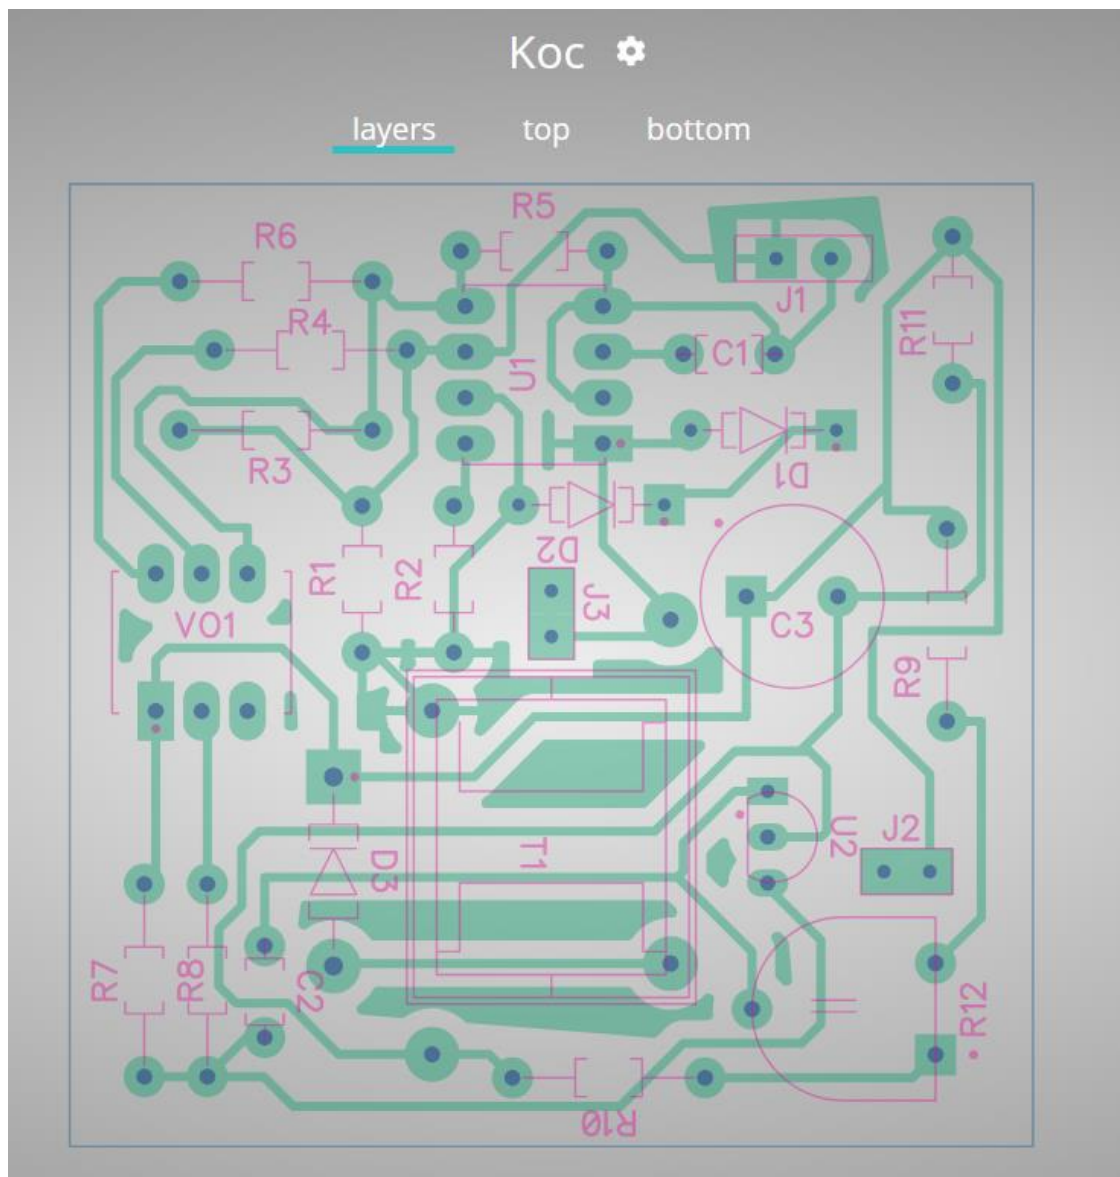 Koc
layers top bottom
R5
R6
J1
R4
R11
C1
U1
R3
D1
D2
R1
R2
J3
VO1
C3
R9
T1
D3
U2
J2
R7
R8
C2
R12
R10